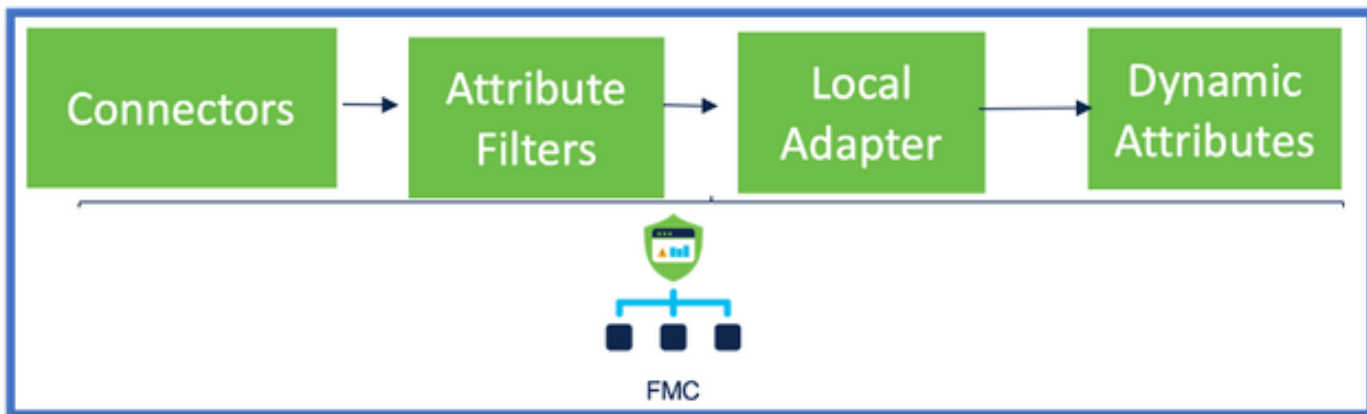 Connectors
Attribute
Filters
Local
Adapter
Dynamic
Attributes
FMC